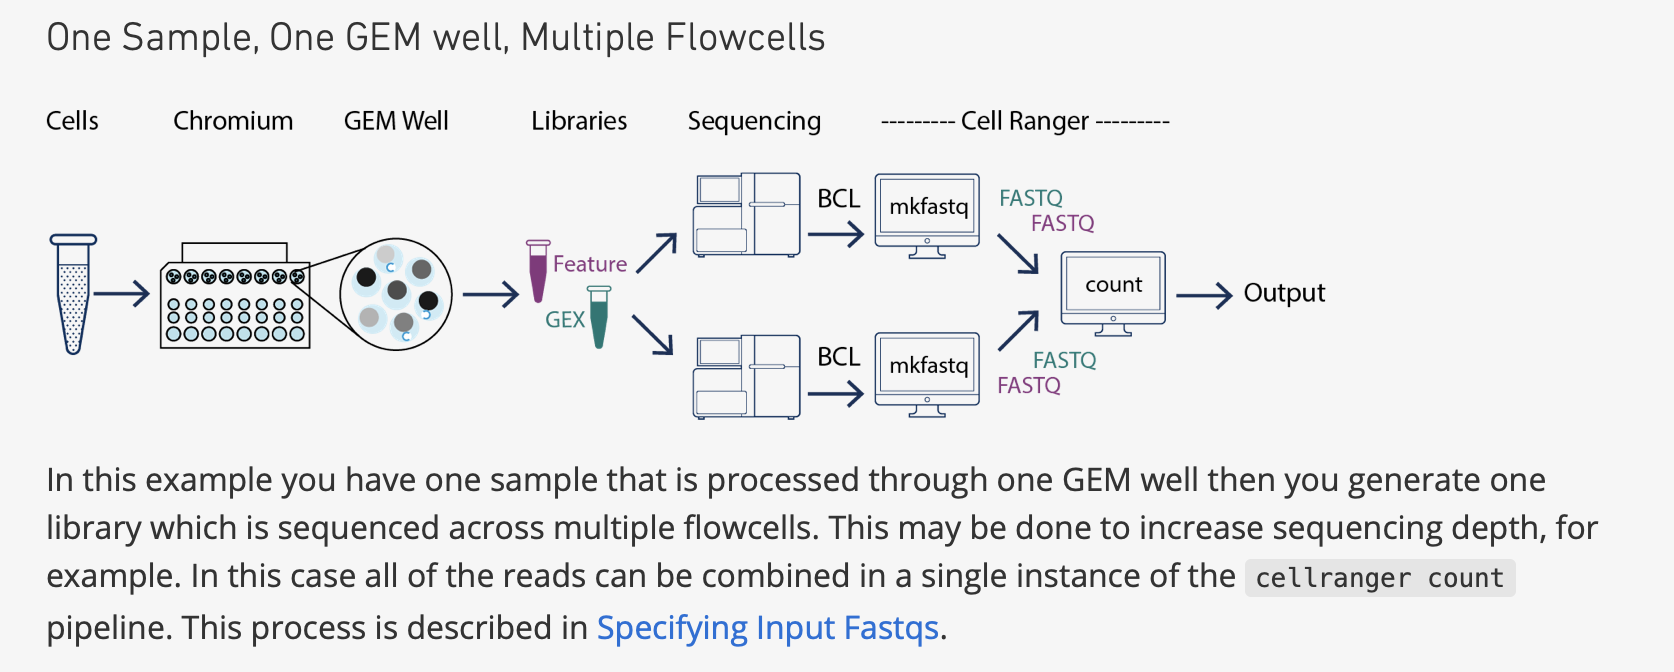 One Sample, One GEM well, Multiple Flowcells
Cells Chromium GEM Well Libraries Sequencing --------- Cell Ranger ---------
BCL
mkfastq
FASTQ
FASTQ
Feature
GEX
count
Output
BCL
mkfastq
FASTQ
FASTQ
In this example you have one sample that is processed through one GEM well then you generate one
library which is sequenced across multiple flowcells. This may be done to increase sequencing depth, for
example. In this case all of the reads can be combined in a single instance of the cellranger count
pipeline. This process is described in Specifying Input Fastqs.